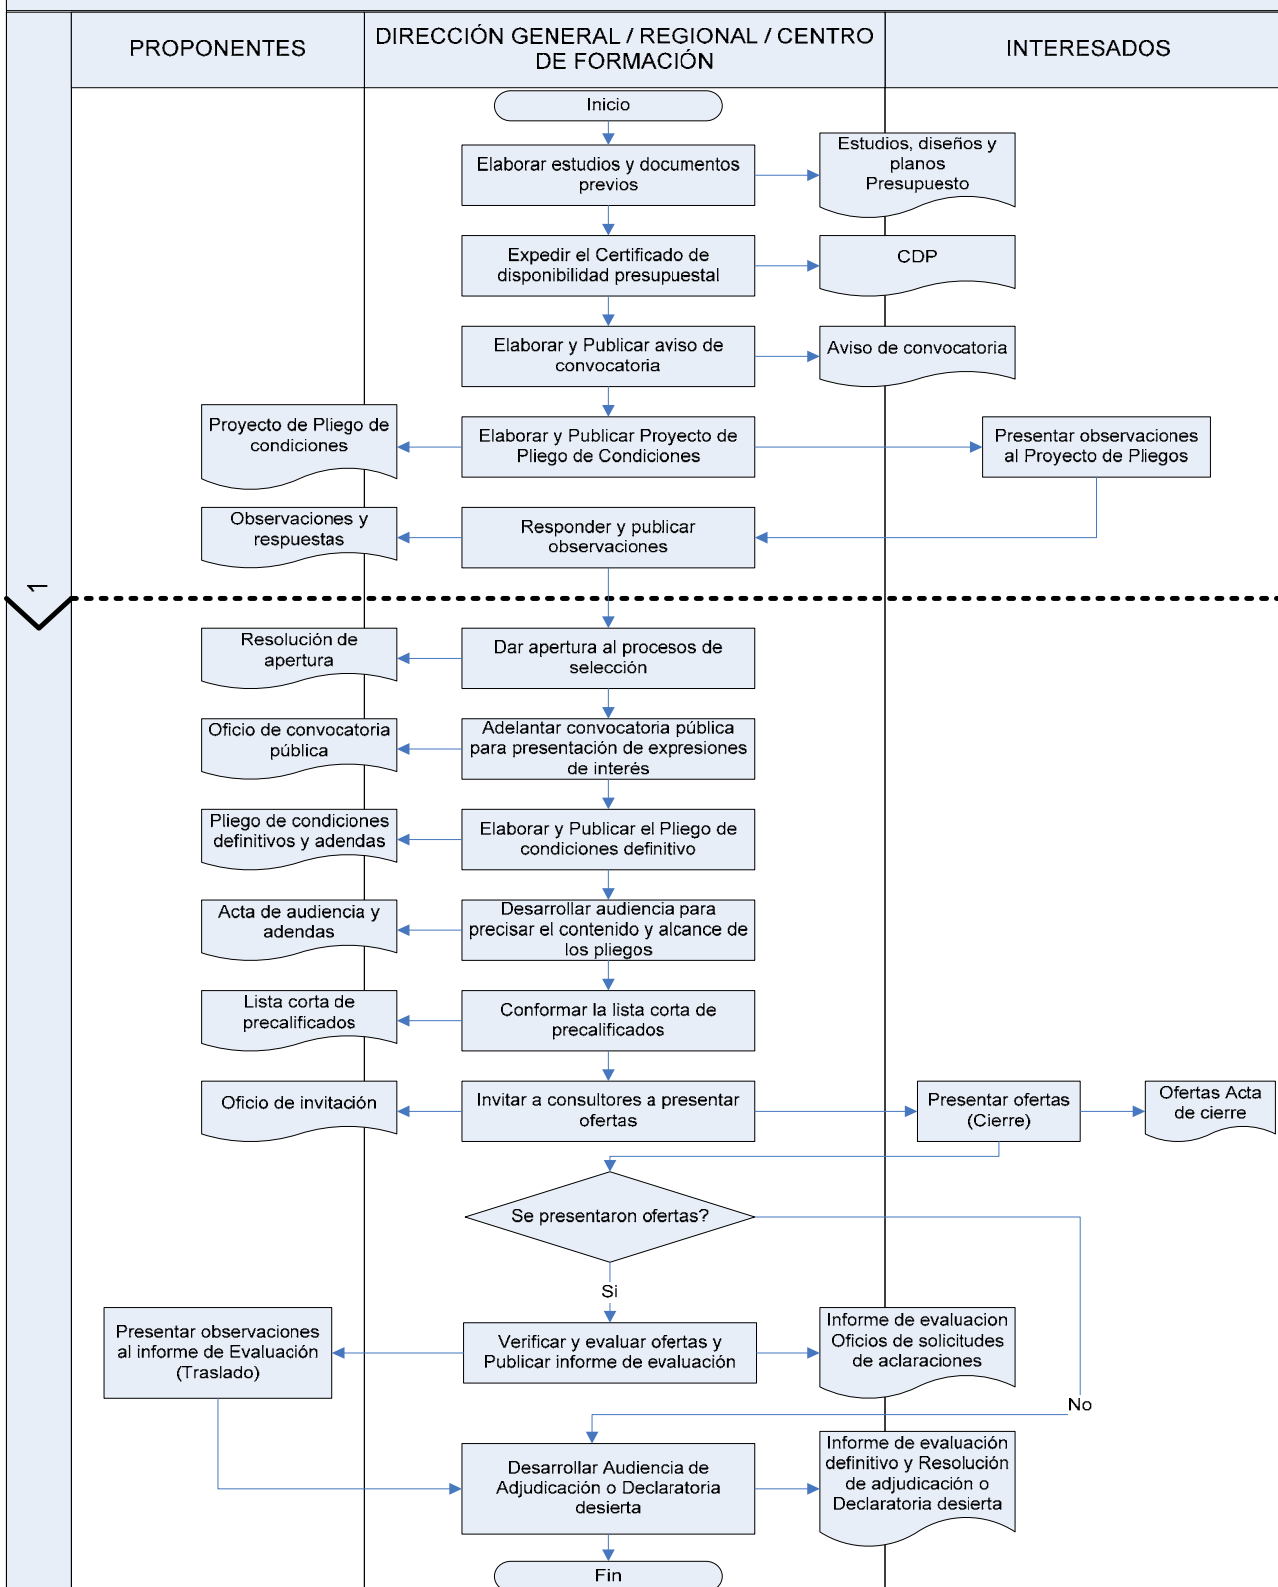 PROPONENTES
DIRECCIÓN GENERAL / REGIONAL / CENTRO
DE FORMACIÓN
INTERESADOS
Inicio
Elaborar estudios y documentos
previos
Estudios, diseños y
planos
Presupuesto
Expedir el Certificado de
disponibilidad presupuestal
CDP
Elaborar y Publicar aviso de
convocatoria
Aviso de convocatoria
Proyecto de Pliego de
condiciones
Elaborar y Publicar Proyecto de
Pliego de Condiciones
Presentar observaciones
al Proyecto de Pliegos
Observaciones y
respuestas
Responder y publicar
observaciones
1
Resolución de
apertura
Dar apertura al procesos de
selección
Oficio de convocatoria
pública
Adelantar convocatoria pública
para presentación de expresiones
de interés
Pliego de condiciones
definitivos y adendas
Elaborar y Publicar el Pliego de
condiciones definitivo
Acta de audiencia y
adendas
Desarrollar audiencia para
precisar el contenido y alcance de
los pliegos
Lista corta de
precalificados
Conformar la lista corta de
precalificados
Oficio de invitación
Invitar a consultores a presentar
ofertas
Presentar ofertas
(Cierre)
Ofertas Acta
de cierre
Se presentaron ofertas?
Si
Presentar observaciones
al informe de Evaluación
(Traslado)
Verificar y evaluar ofertas y
Publicar informe de evaluación
Informe de evaluacion
Oficios de solicitudes
de aclaraciones
No
Desarrollar Audiencia de
Adjudicación o Declaratoria
desierta
Informe de evaluación
definitivo y Resolución
de adjudicación o
Declaratoria desierta
Fin